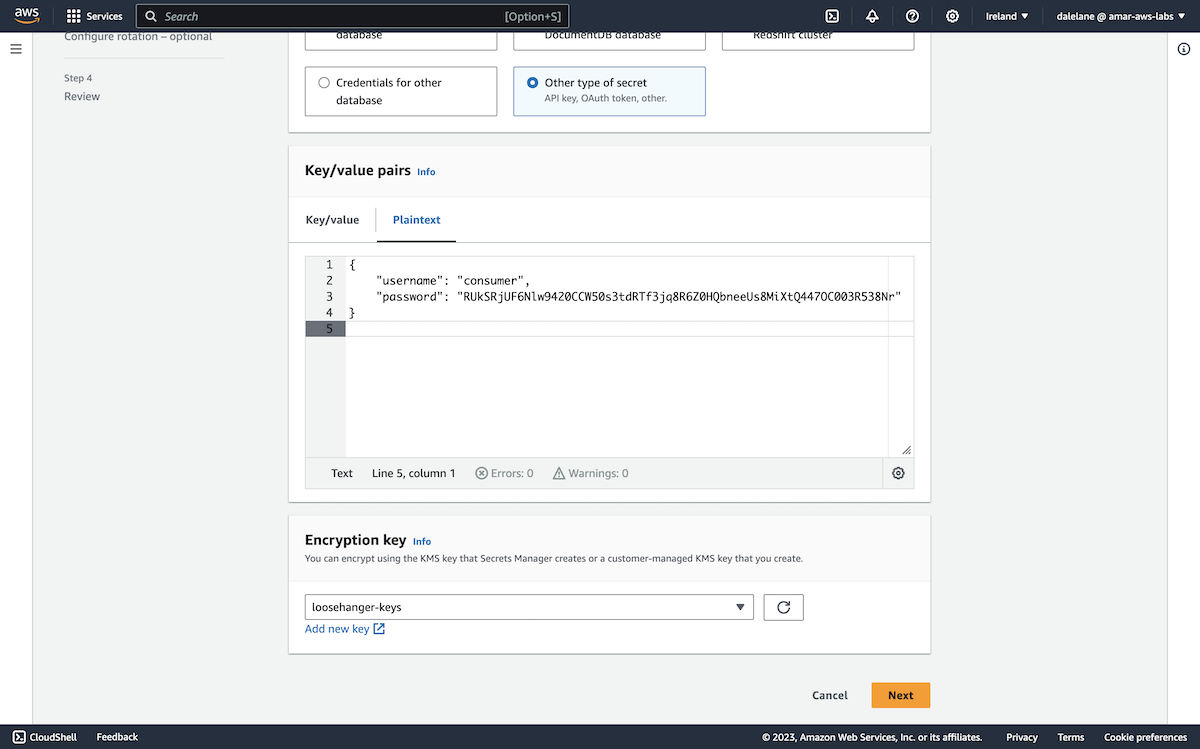 aws
Services
Search
[Option+S]
Ireland ▼
dalelane @ amar-aws-labs ▼
Configure rotation – optional
Step 4
Review
database
DocumentDB database
Redshift cluster
Credentials for other
database
Other type of secret
API key, OAuth token, other.
Key/value pairs Info
Key/value
Plaintext
1 {
2 "username": "consumer",
3 "password": "RUkSRjUF6Nlw9420CCW50s3tdRTf3jq8R6Z0HQbneeUs8MiXtQ447OC003R538Nr"
4 }
5
Text Line 5, column 1 Errors: 0 Warnings: 0
Encryption key Info
You can encrypt using the KMS key that Secrets Manager creates or a customer-managed KMS key that you create.
loosehanger-keys
Add new key
Cancel
Next
CloudShell Feedback
© 2023, Amazon Web Services, Inc. or its affiliates. Privacy Terms Cookie preferences